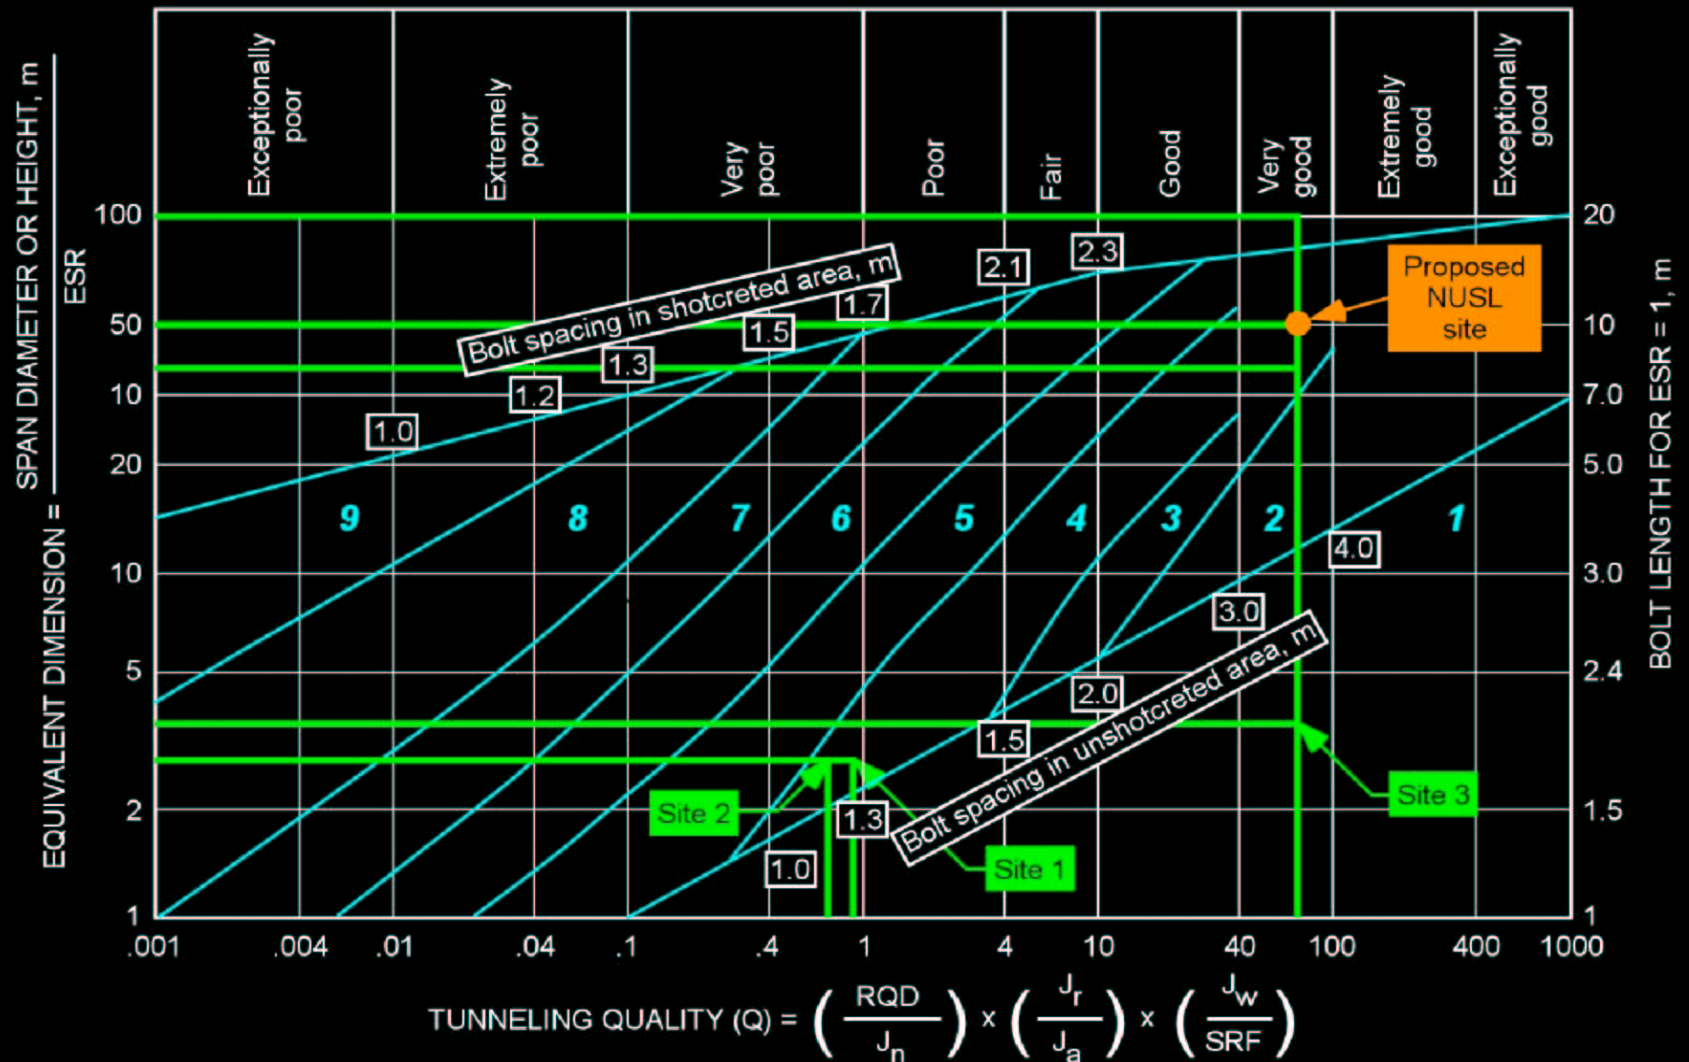 Exceptionally
poor
Extremely
poor
Very
poor
Poor
Fair
Good
Very
good
Extremely
good
Exceptionally
good
EQUIVALENT DIMENSION =
SPAN DIAMETER OR HEIGHT, m
ESR
100
50
10
20
10
5
2
1
20
10
7.0
5.0
3.0
2.4
1.5
1
BOLT LENGTH FOR ESR = 1, m
Bolt spacing in shotcreted area, m
1.0
1.2
1.3
1.5
1.7
2.1
2.3
Proposed
NUSL
site
9
8
7
6
5
4
3
2
1
4.0
3.0
2.0
1.5
1.3
1.0
Bolt spacing in unshotcreted area, m
Site 2
Site 1
Site 3
.001
.004
.01
.04
.1
.4
1
4
10
40
100
400
1000
TUNNELING QUALITY (Q) = (RQD / Jn) x (Jr / Ja) x (Jw / SRF)